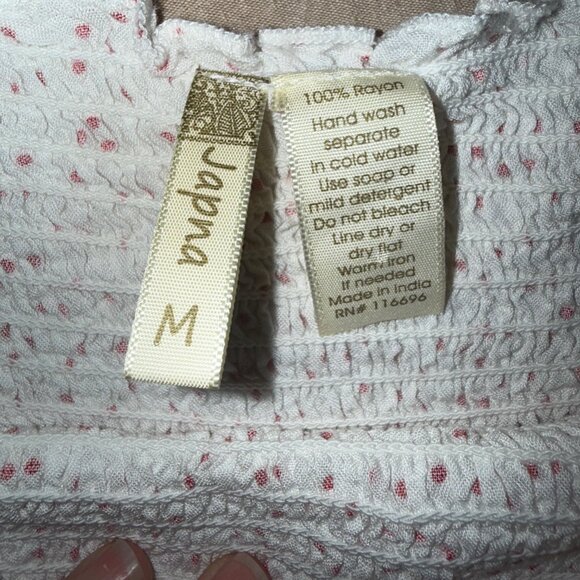 Japna
M
100% Rayon
Hand wash
separate
in cold water
Use soap or
mild detergent
Do not bleach
Line dry or
dry flat
Warm iron
If needed
Made in India
RN# 116696